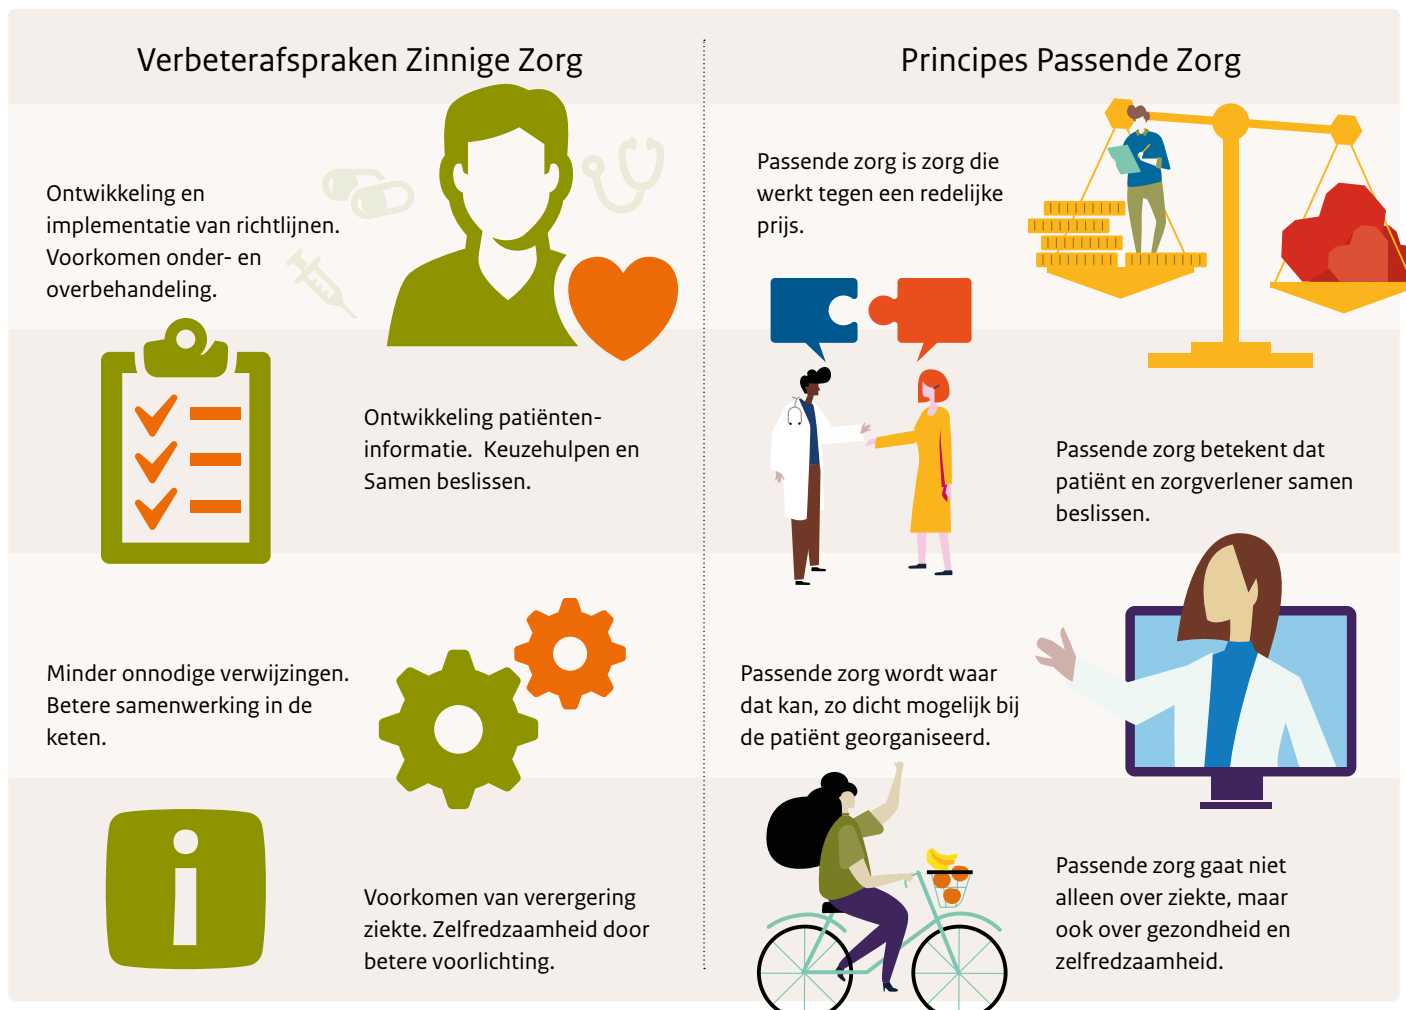 Verbeterafspraken Zinnige Zorg
Ontwikkeling en
implementatie van richtlijnen.
Voorkomen onder- en
overbehandeling.
Ontwikkeling patiënten-
informatie.  Keuzehulpen en
Samen beslissen.
Minder onnodige verwijzingen.
Betere samenwerking in de
keten.
Voorkomen van verergering
ziekte. Zelfredzaamheid door
betere voorlichting.
Principes Passende Zorg
Passende zorg is zorg die
werkt tegen een redelijke
prijs.
Passende zorg betekent dat
patiënt en zorgverlener samen
beslissen.
Passende zorg wordt waar
dat kan, zo dicht mogelijk bij
de patiënt georganiseerd.
Passende zorg gaat niet
alleen over ziekte, maar
ook over gezondheid en
zelfredzaamheid.